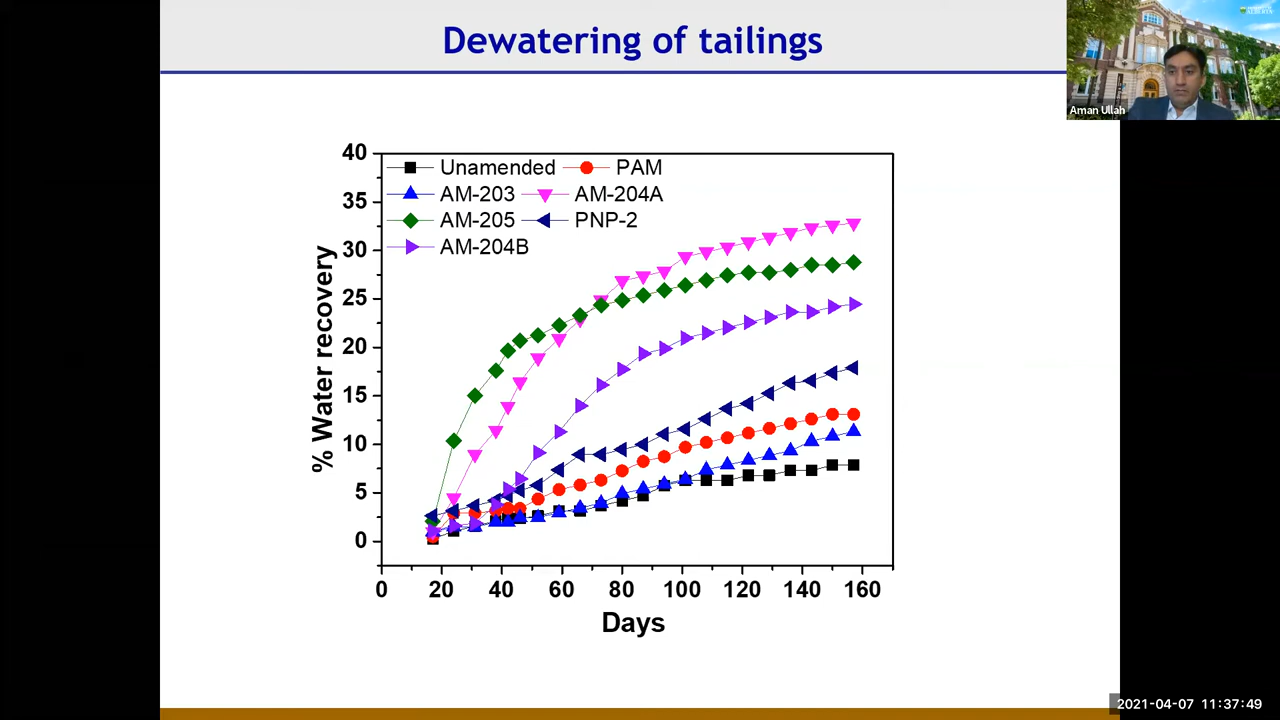 Dewatering of tailings
Aman Ullah
Unamended PAM
AM-203 AM-204A
AM-205 PNP-2
AM-204B
% Water recovery
40
35
30
25
20
15
10
5
0
0 20 40 60 80 100 120 140 160
Days
2021-04-07 11:37:49